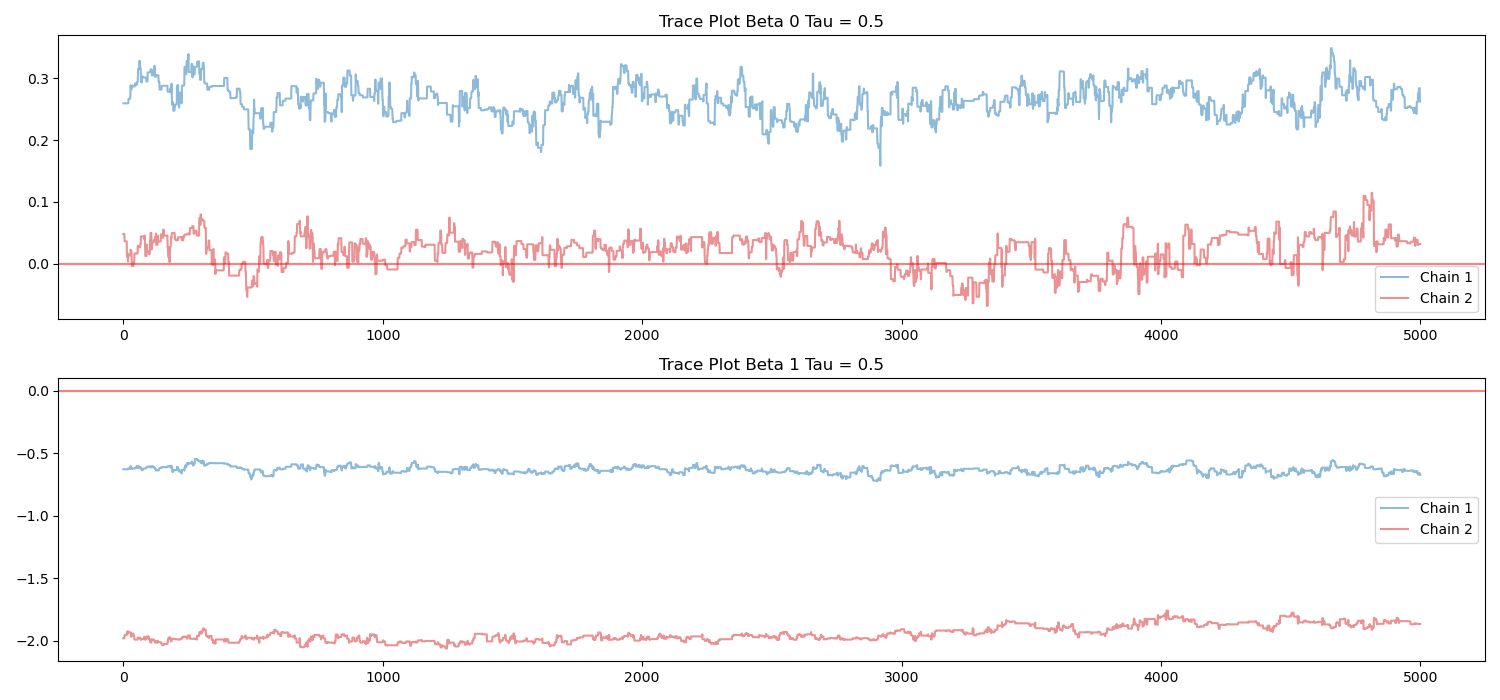 Trace Plot Beta 0 Tau = 0.5
0.3
0.2
0.1
0.0
Chain 1
Chain 2
0 1000 2000 3000 4000 5000
Trace Plot Beta 1 Tau = 0.5
0.0
−0.5
−1.0
−1.5
−2.0
Chain 1
Chain 2
0 1000 2000 3000 4000 5000